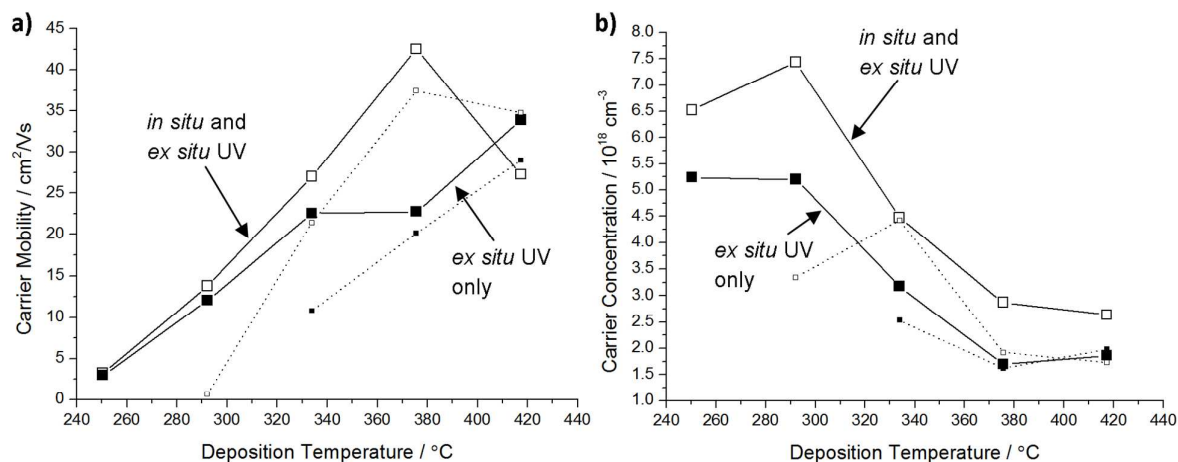 a)
45
40
35
30
25
20
15
10
5
0
Carrier Mobility / cm²/Vs
in situ and
ex situ UV
ex situ UV
only
240 260 280 300 320 340 360 380 400 420 440
Deposition Temperature / °C
b)
8.0
7.5
7.0
6.5
6.0
5.5
5.0
4.5
4.0
3.5
3.0
2.5
2.0
1.5
1.0
Carrier Concentration / 10¹⁸ cm⁻³
in situ and
ex situ UV
ex situ UV
only
240 260 280 300 320 340 360 380 400 420 440
Deposition Temperature / °C